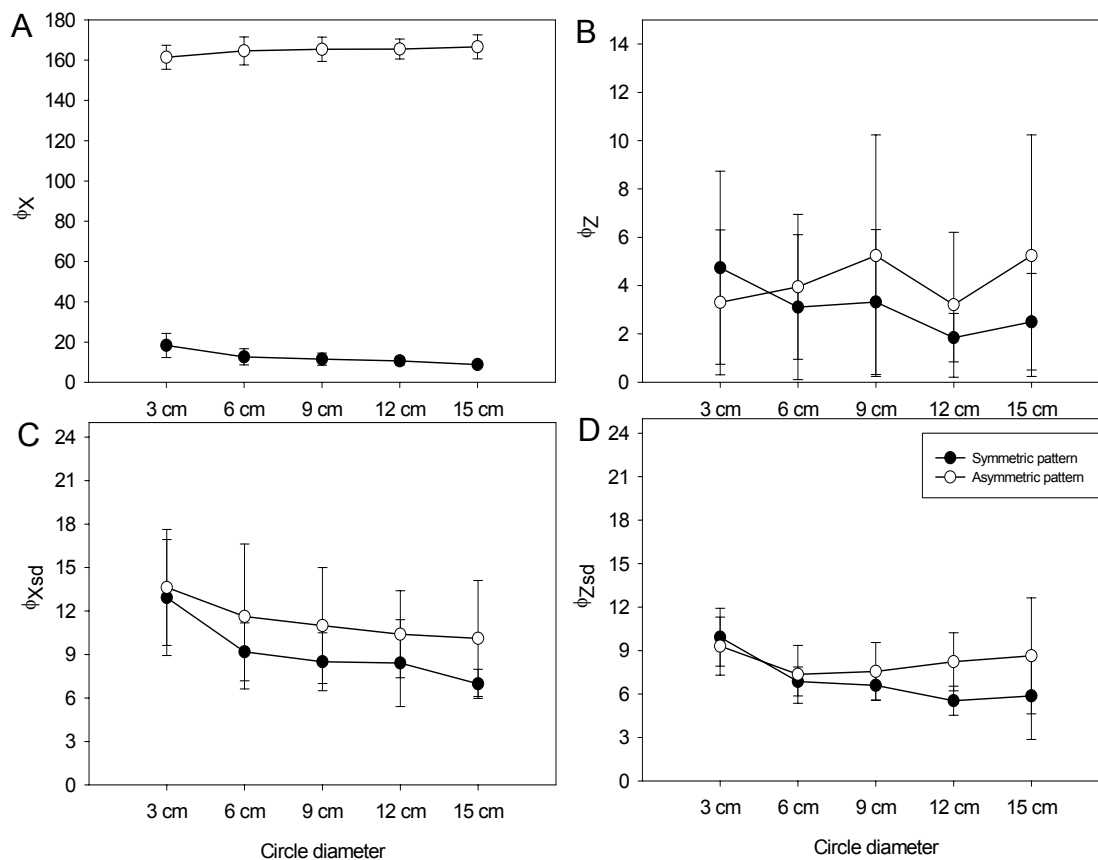 A
180
160
140
120
100
80
60
40
20
0
ϕX
3 cm 6 cm 9 cm 12 cm 15 cm
B
14
12
10
8
6
4
2
0
ϕZ
3 cm 6 cm 9 cm 12 cm 15 cm
C
24
21
18
15
12
9
6
3
0
ϕXsd
3 cm 6 cm 9 cm 12 cm 15 cm
Circle diameter
D
24
21
18
15
12
9
6
3
0
ϕZsd
Symmetric pattern
Asymmetric pattern
3 cm 6 cm 9 cm 12 cm 15 cm
Circle diameter